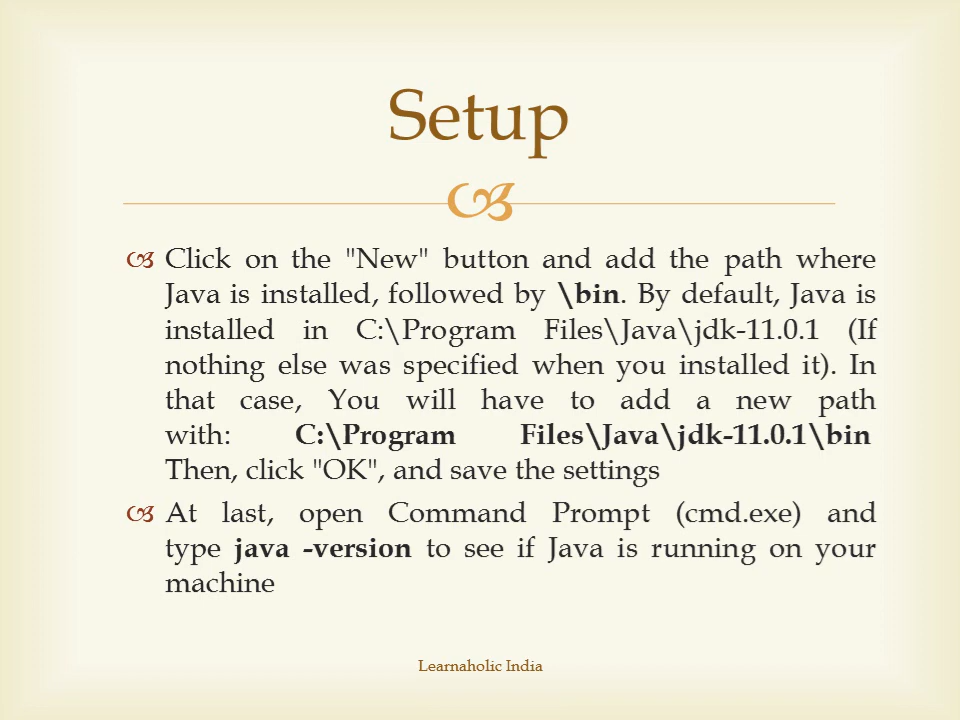 Setup
Click on the "New" button and add the path where
Java is installed, followed by \bin. By default, Java is
installed in C:\Program Files\Java\jdk-11.0.1 (If
nothing else was specified when you installed it). In
that case, You will have to add a new path
with: C:\Program Files\Java\jdk-11.0.1\bin
Then, click "OK", and save the settings
At last, open Command Prompt (cmd.exe) and
type java -version to see if Java is running on your
machine
Learnaholic India